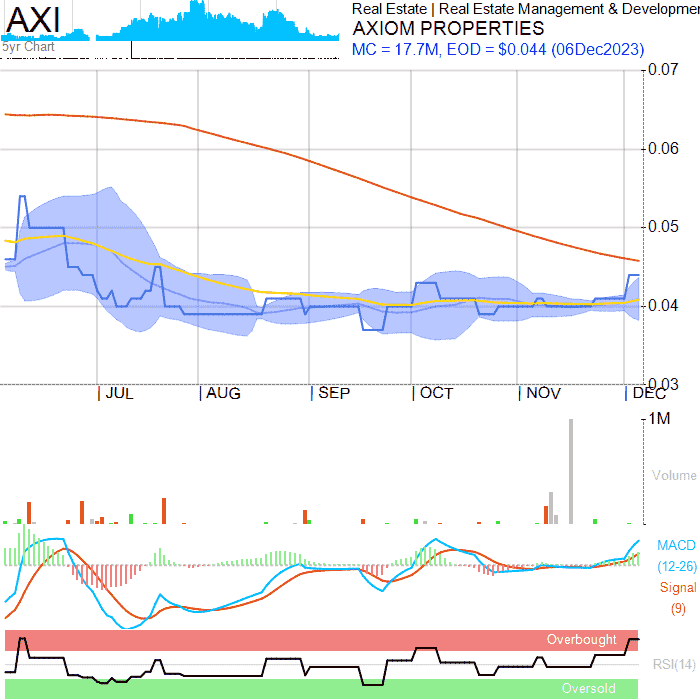 AXI
5yr Chart
Real Estate | Real Estate Management & Developmen
AXIOM PROPERTIES
MC = 17.7M, EOD = $0.044 (06Dec2023)
0.07
0.06
0.05
0.04
0.03
JUL AUG SEP OCT NOV DEC
1M
Volume
MACD
(12-26)
Signal
(9)
Overbought
RSI(14)
Oversold